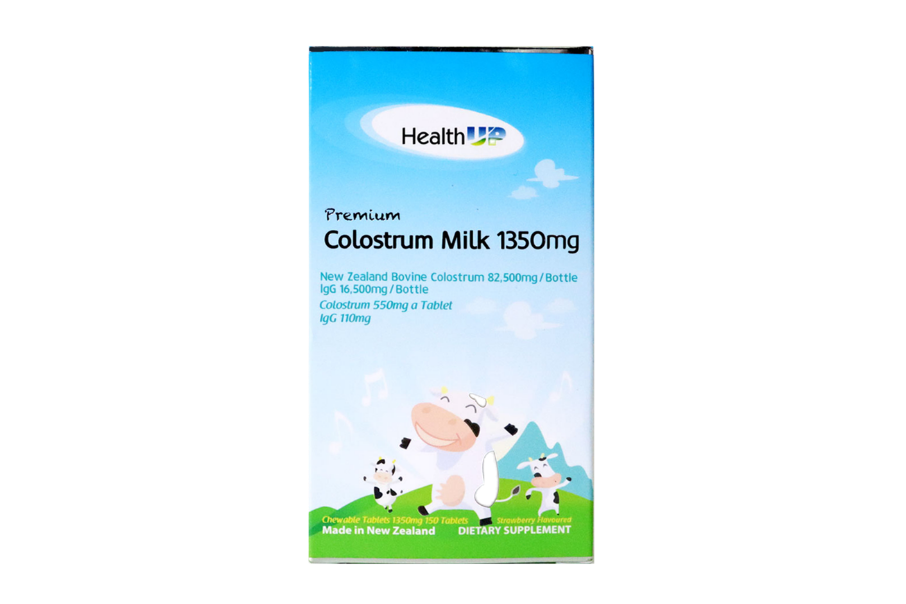 HealthUP
Premium
Colostrum Milk 1350mg
New Zealand Bovine Colostrum 82,500mg/Bottle
IgG 16,500mg/Bottle
Colostrum 550mg a Tablet
IgG 110mg
Chewable Tablets 1350mg 150 Tablets Strawberry Flavoured
Made in New Zealand DIETARY SUPPLEMENT